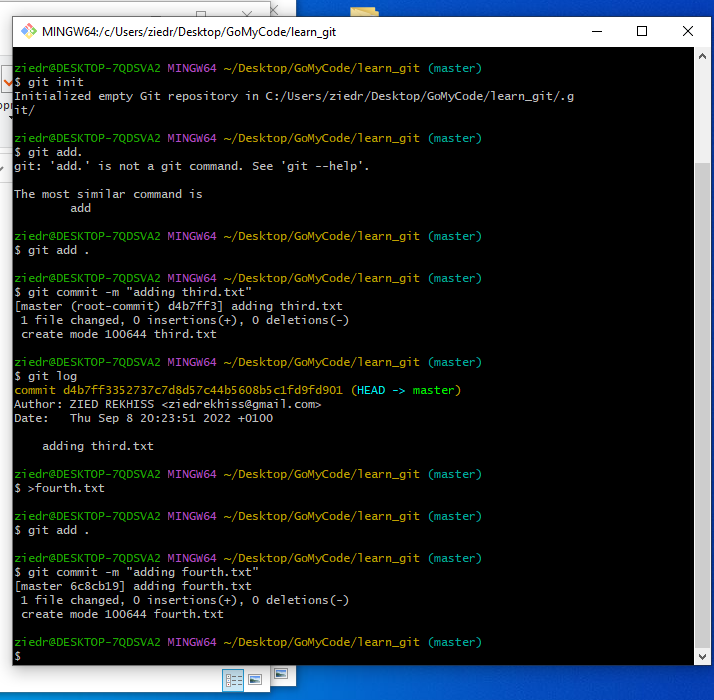 MINGW64:/c/Users/ziedr/Desktop/GoMyCode/learn_git
ziedr@DESKTOP-7QDSVA2 MINGW64 ~/Desktop/GoMyCode/learn_git (master)
$ git init
Initialized empty Git repository in C:/Users/ziedr/Desktop/GoMyCode/learn_git/.g
it/
ziedr@DESKTOP-7QDSVA2 MINGW64 ~/Desktop/GoMyCode/learn_git (master)
$ git add.
git: 'add.' is not a git command. See 'git --help'.
The most similar command is
add
ziedr@DESKTOP-7QDSVA2 MINGW64 ~/Desktop/GoMyCode/learn_git (master)
$ git add .
ziedr@DESKTOP-7QDSVA2 MINGW64 ~/Desktop/GoMyCode/learn_git (master)
$ git commit -m "adding third.txt"
[master (root-commit) d4b7ff3] adding third.txt
1 file changed, 0 insertions(+), 0 deletions(-)
create mode 100644 third.txt
ziedr@DESKTOP-7QDSVA2 MINGW64 ~/Desktop/GoMyCode/learn_git (master)
$ git log
commit d4b7ff3352737c7d8d57c44b5608b5c1fd9fd901 (HEAD -> master)
Author: ZIED REKHISS <ziedrekhiss@gmail.com>
Date:   Thu Sep 8 20:23:51 2022 +0100
adding third.txt
ziedr@DESKTOP-7QDSVA2 MINGW64 ~/Desktop/GoMyCode/learn_git (master)
$ >fourth.txt
ziedr@DESKTOP-7QDSVA2 MINGW64 ~/Desktop/GoMyCode/learn_git (master)
$ git add .
ziedr@DESKTOP-7QDSVA2 MINGW64 ~/Desktop/GoMyCode/learn_git (master)
$ git commit -m "adding fourth.txt"
[master 6c8cb19] adding fourth.txt
1 file changed, 0 insertions(+), 0 deletions(-)
create mode 100644 fourth.txt
ziedr@DESKTOP-7QDSVA2 MINGW64 ~/Desktop/GoMyCode/learn_git (master)
$